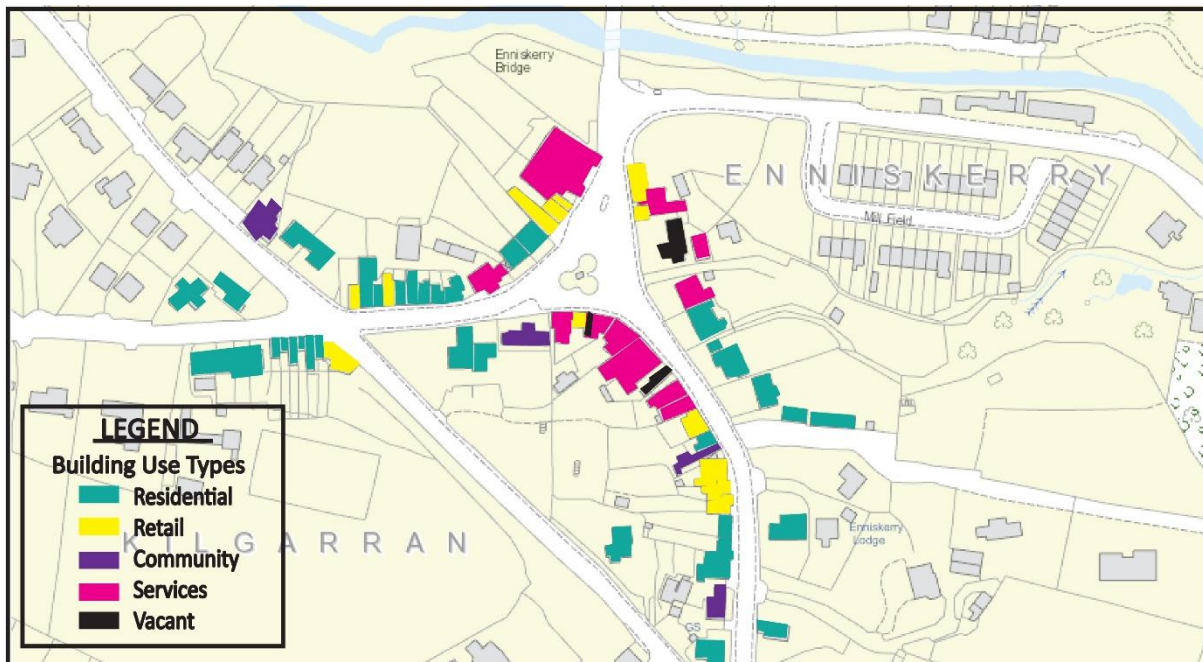 Enniskerry
Bridge
ENNISKERRY
Mill Field
KILGARRAN
Enniskerry
Lodge
GS
LEGEND
Building Use Types
Residential
Retail
Community
Services
Vacant